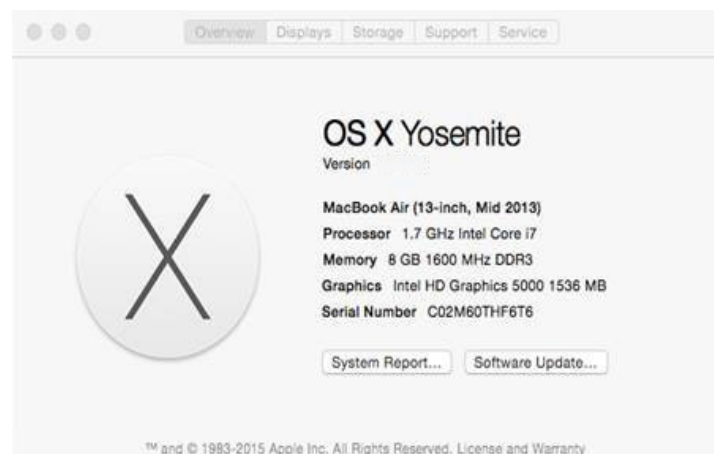 Overview Displays Storage Support Service
OS X Yosemite
Version
MacBook Air (13-inch, Mid 2013)
Processor 1.7 GHz Intel Core i7
Memory 8 GB 1600 MHz DDR3
Graphics Intel HD Graphics 5000 1536 MB
Serial Number C02M60THF6T6
System Report... Software Update...
™ and © 1983-2015 Apple Inc. All Rights Reserved. License and Warranty